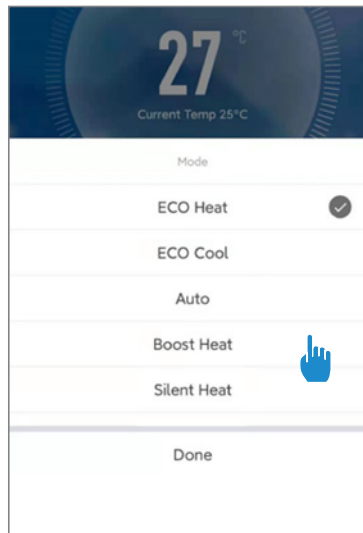 27 °C
Current Temp 25°C
Mode
ECO Heat
ECO Cool
Auto
Boost Heat
Silent Heat
Done